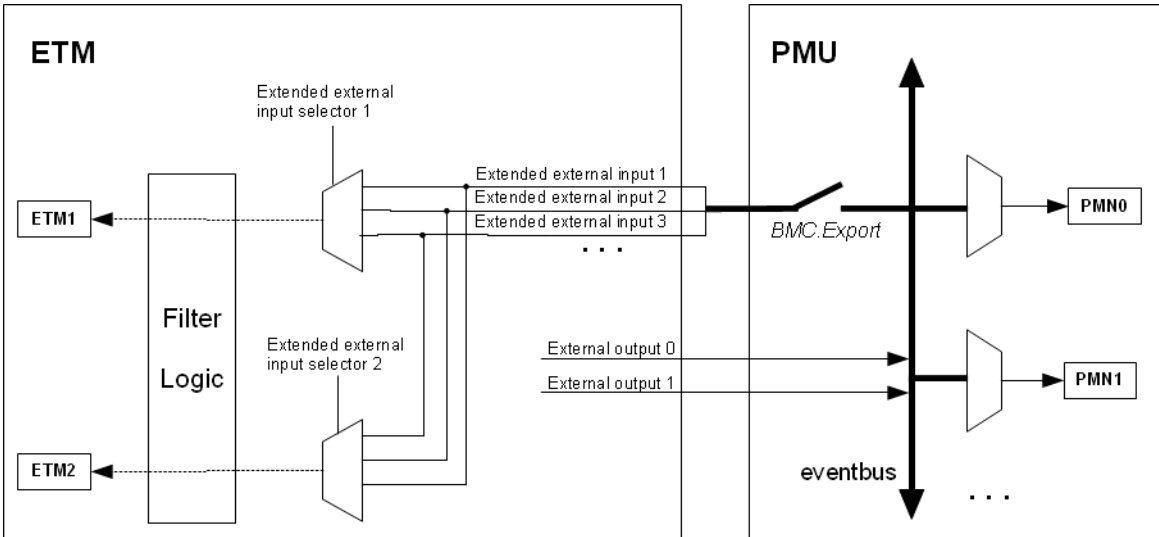 ETM
PMU
Extended external
input selector 1
Extended external input 1
Extended external input 2
Extended external input 3
. . .
BMC.Export
ETM1
PMN0
Filter
Logic
Extended external
input selector 2
External output 0
External output 1
PMN1
ETM2
eventbus
. . .